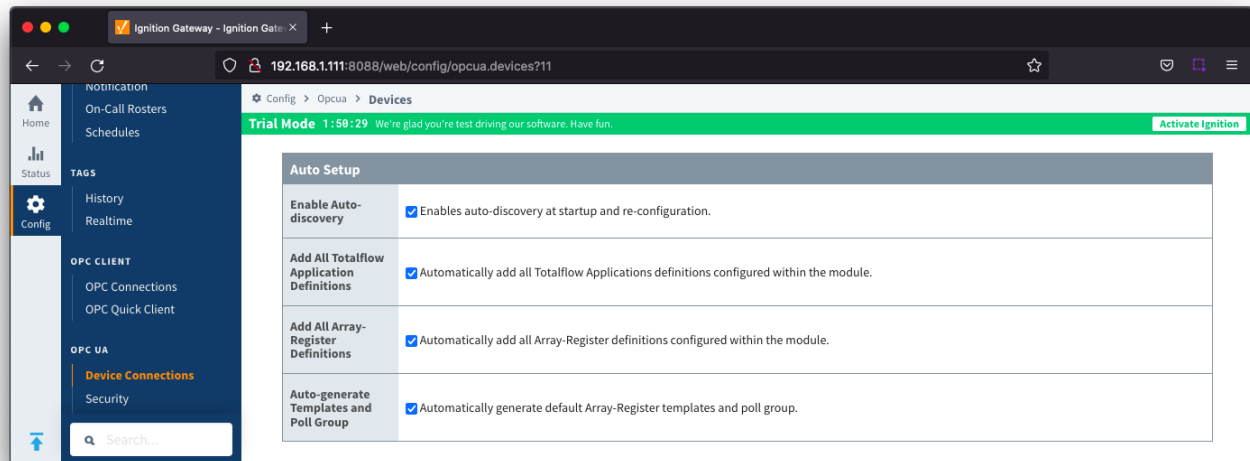 Ignition Gateway - Ignition Gate
192.168.1.111:8088/web/config/opcua.devices?11
Home
Status
Config
Notification
On-Call Rosters
Schedules
TAGS
History
Realtime
OPC CLIENT
OPC Connections
OPC Quick Client
OPC UA
Device Connections
Security
Search...
Config > Opcua > Devices
Trial Mode 1:50:29 We're glad you're test driving our software. Have fun.
Activate Ignition
Auto Setup
Enable Auto-
discovery
Enables auto-discovery at startup and re-configuration.
Add All Totalflow
Application
Definitions
Automatically add all Totalflow Applications definitions configured within the module.
Add All Array-
Register
Definitions
Automatically add all Array-Register definitions configured within the module.
Auto-generate
Templates and
Poll Group
Automatically generate default Array-Register templates and poll group.